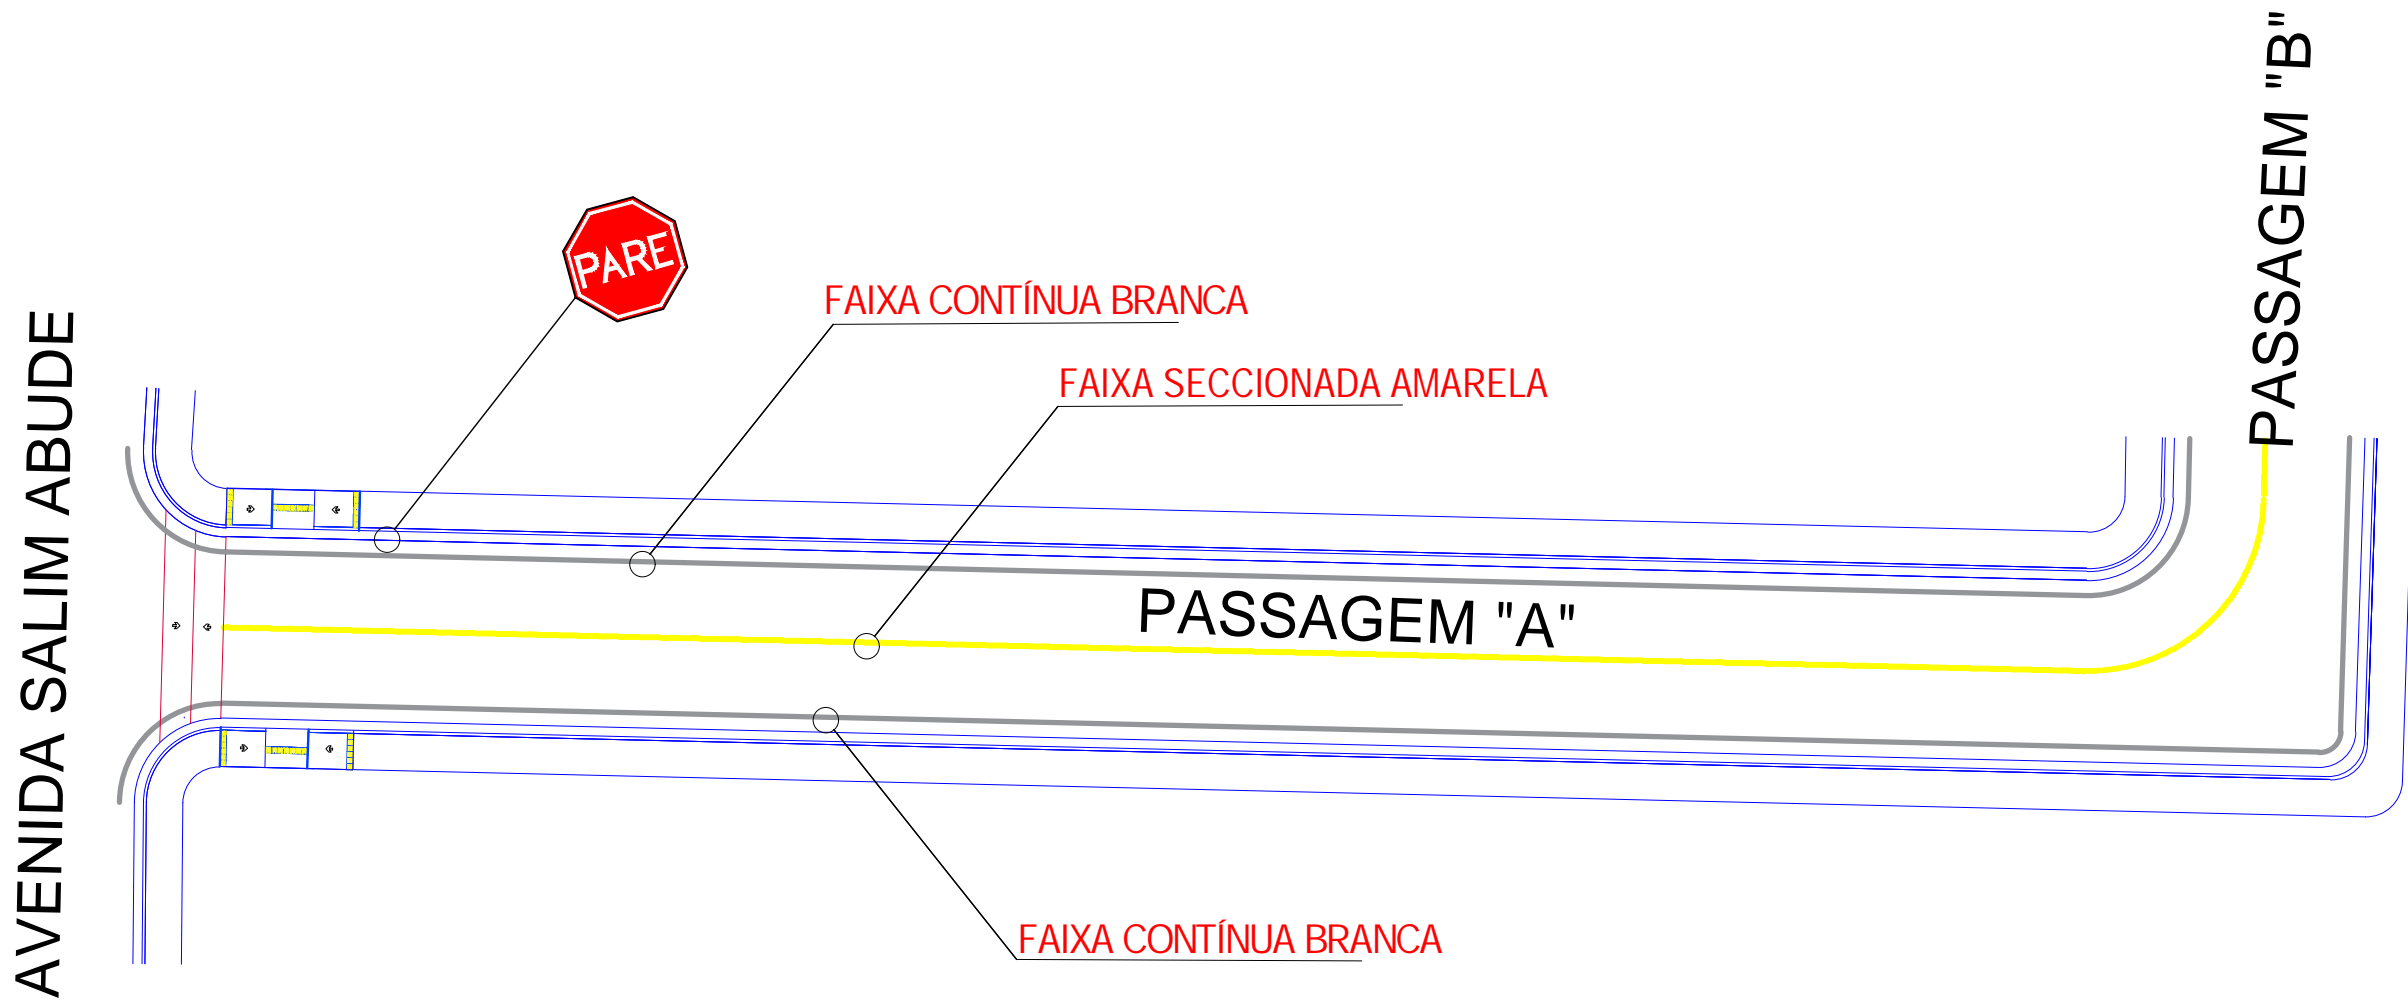 PASSAGEM "B"
PARE
FAIXA CONTÍNUA BRANCA
FAIXA SECCIONADA AMARELA
AVENIDA SALIM ABUDE
PASSAGEM "A"
FAIXA CONTÍNUA BRANCA